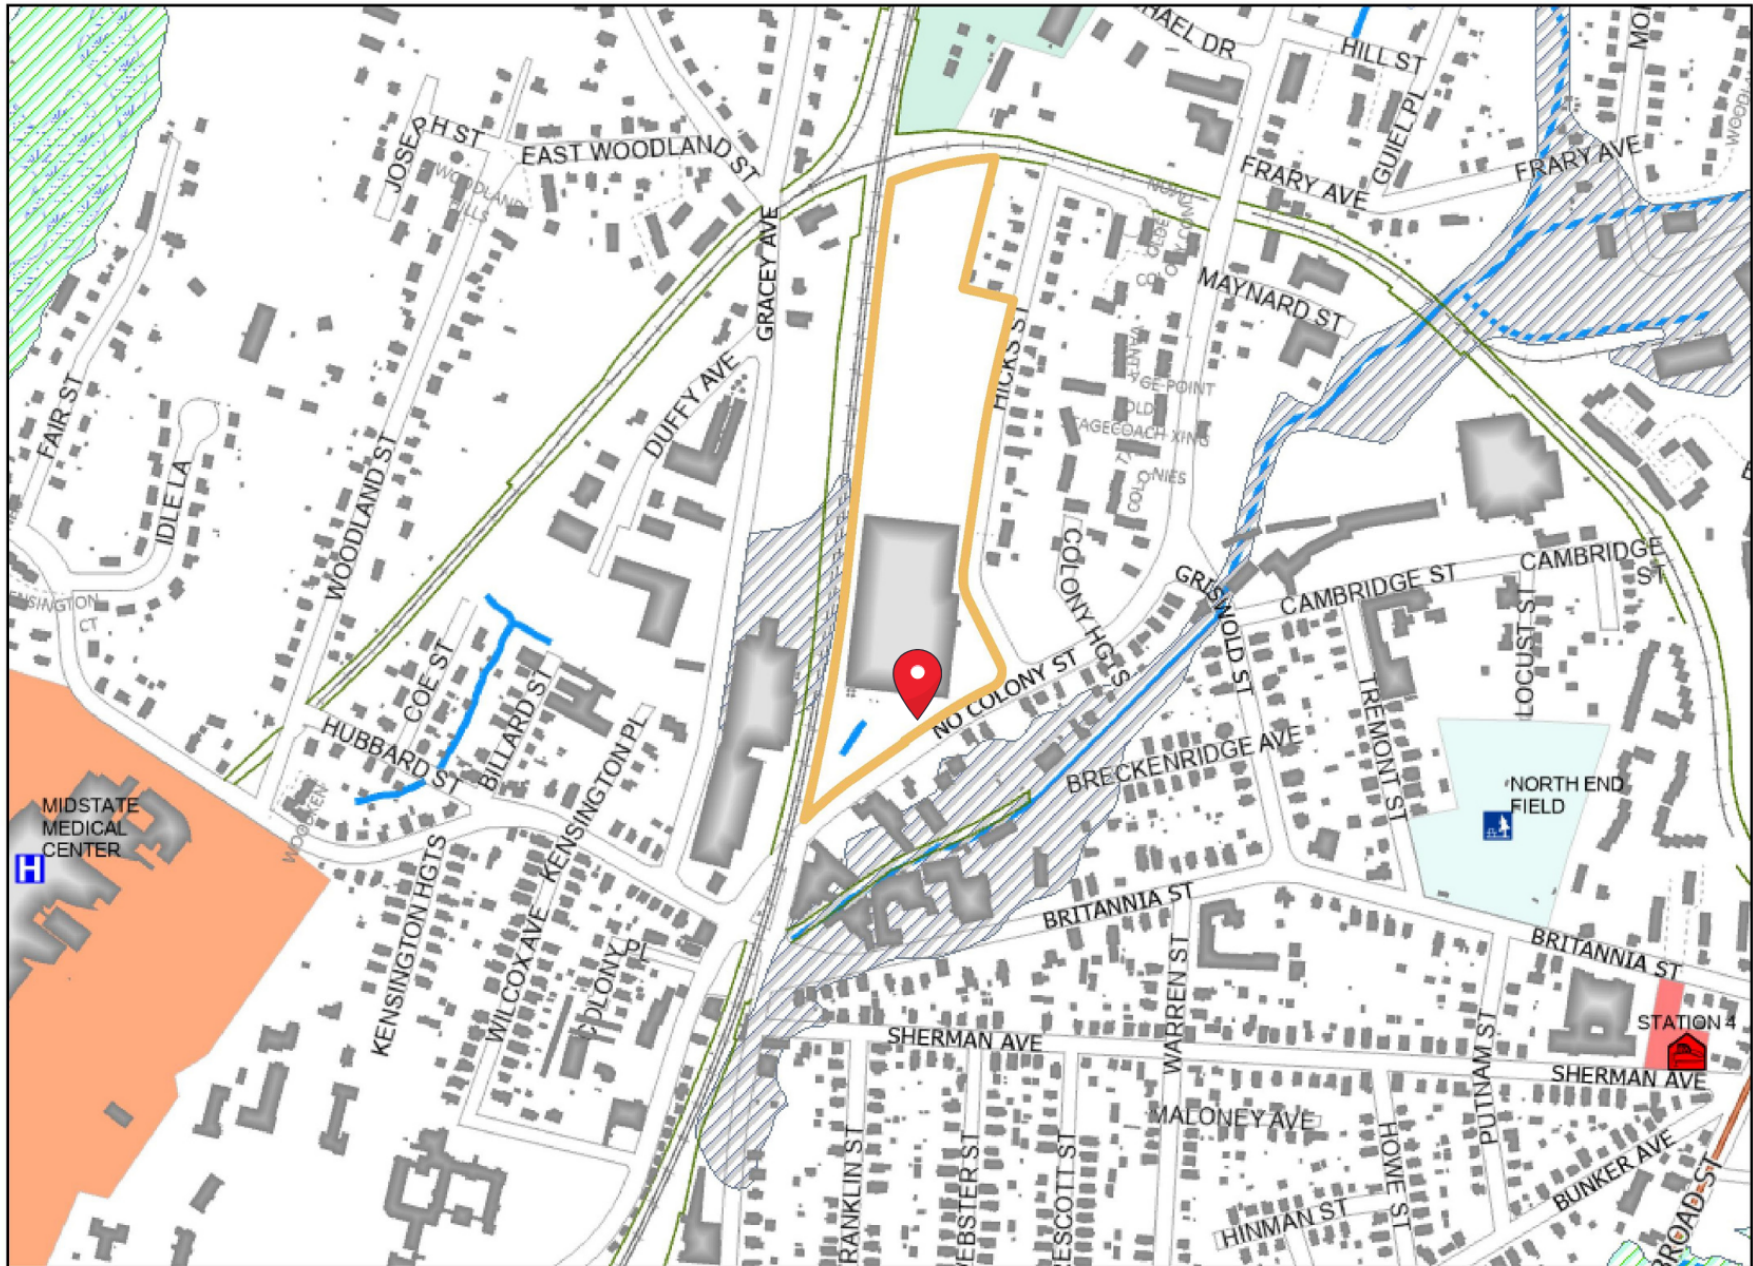 HILL ST
GUIEL PL
FRARY AVE
FRARY AVE
JOSEPH ST
EAST WOODLAND ST
WOODLAND
HILLS
GRACEY AVE
MAYNARD ST
HICKS ST
DUFFY AVE
FAIR ST
IDLE LA
WOODLAND ST
COLONY HGTS
GRISWOLD ST
CAMBRIDGE ST
CAMBRIDGE
ST
LOCUST ST
TREMONT ST
COE ST
BILLARD ST
HUBBARD ST
KENSINGTON PL
NO COLONY ST
BRECKENRIDGE AVE
NORTH END
FIELD
MIDSTATE
MEDICAL
CENTER
H
KENSINGTON HGTS
WILCOX AVE
COLONY PL
BRITANNIA ST
BRITANNIA ST
WARREN ST
SHERMAN AVE
STATION 4
SHERMAN AVE
PUTNAM ST
MALONEY AVE
HOWE ST
HINMAN ST
BUNKER AVE
BROAD ST
CT